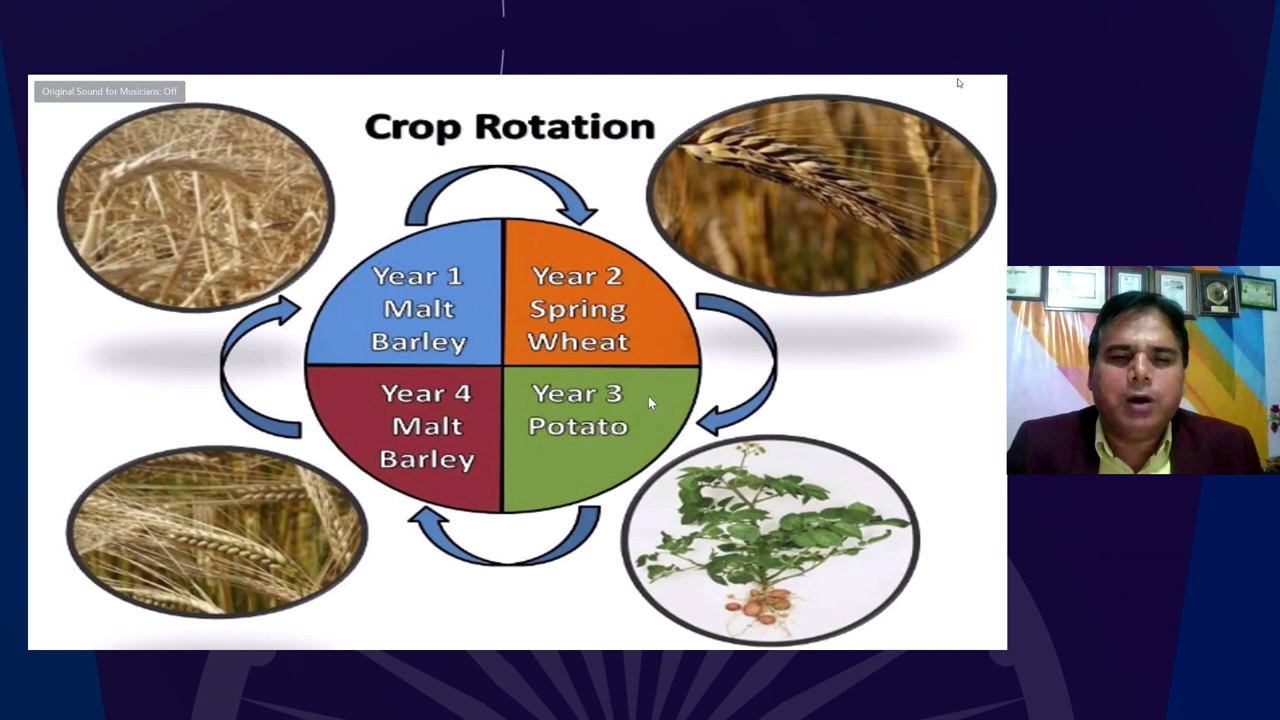 Original Sound for Musicians: Off
Crop Rotation
Year 1
Malt
Barley
Year 2
Spring
Wheat
Year 3
Potato
Year 4
Malt
Barley